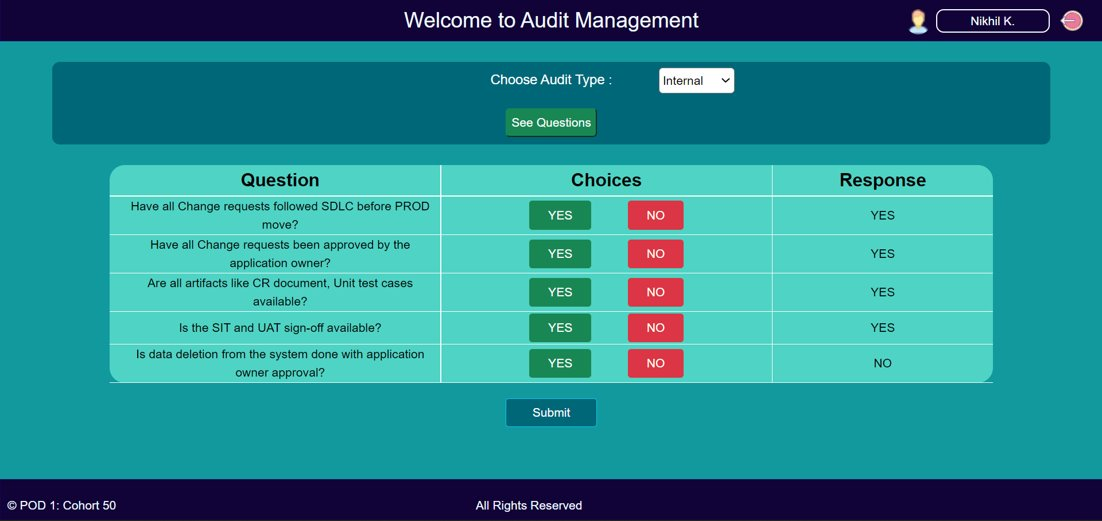 Welcome to Audit Management
Nikhil K.
Choose Audit Type :
Internal
See Questions
Question Choices Response
Have all Change requests followed SDLC before PROD
move?
YES NO YES
Have all Change requests been approved by the
application owner?
YES NO YES
Are all artifacts like CR document, Unit test cases
available?
YES NO YES
Is the SIT and UAT sign-off available?
YES NO YES
Is data deletion from the system done with application
owner approval?
YES NO NO
Submit
© POD 1: Cohort 50
All Rights Reserved